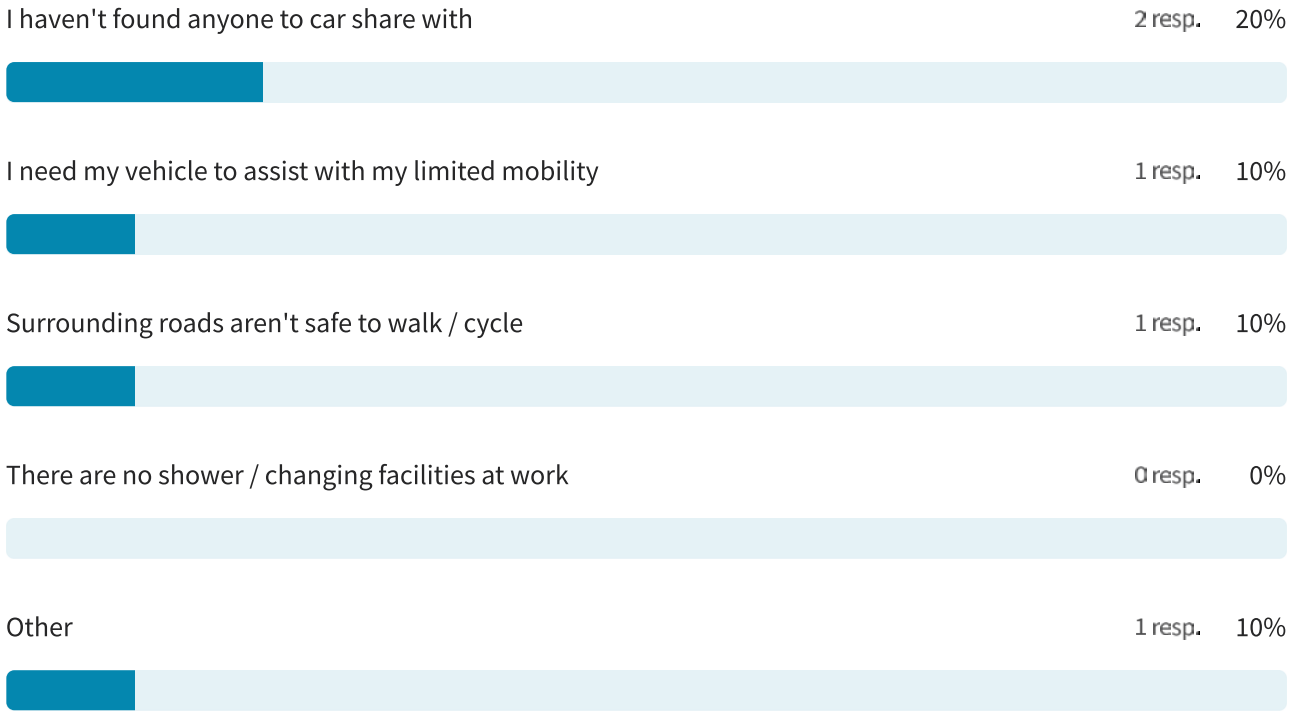 I haven't found anyone to car share with 2 resp. 20%
I need my vehicle to assist with my limited mobility 1 resp. 10%
Surrounding roads aren't safe to walk / cycle 1 resp. 10%
There are no shower / changing facilities at work 0 resp. 0%
Other 1 resp. 10%